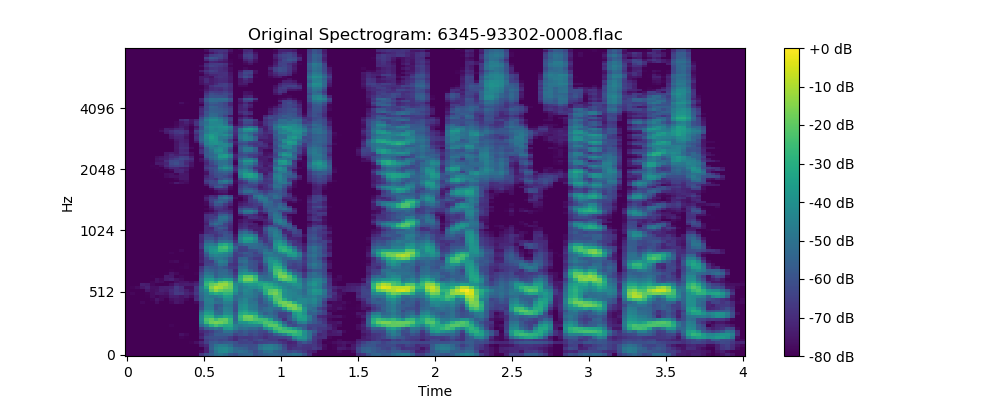 Original Spectrogram: 6345-93302-0008.flac
Hz
4096
2048
1024
512
0
0 0.5 1 1.5 2 2.5 3 3.5 4
Time
+0 dB
-10 dB
-20 dB
-30 dB
-40 dB
-50 dB
-60 dB
-70 dB
-80 dB